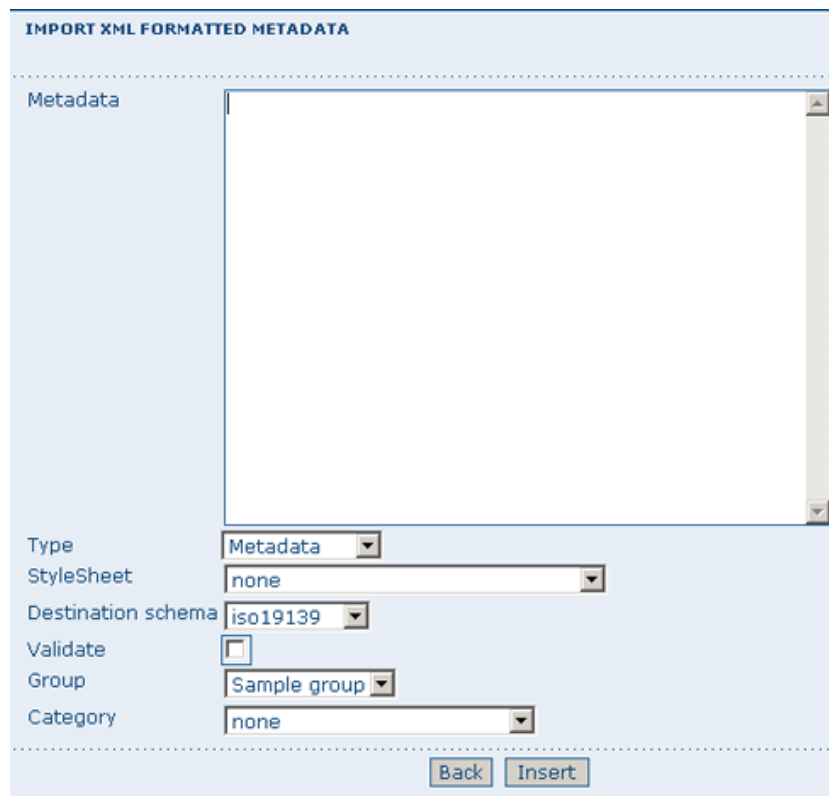 IMPORT XML FORMATTED METADATA
Metadata
Type Metadata
StyleSheet none
Destination schema iso19139
Validate
Group Sample group
Category none
Back Insert